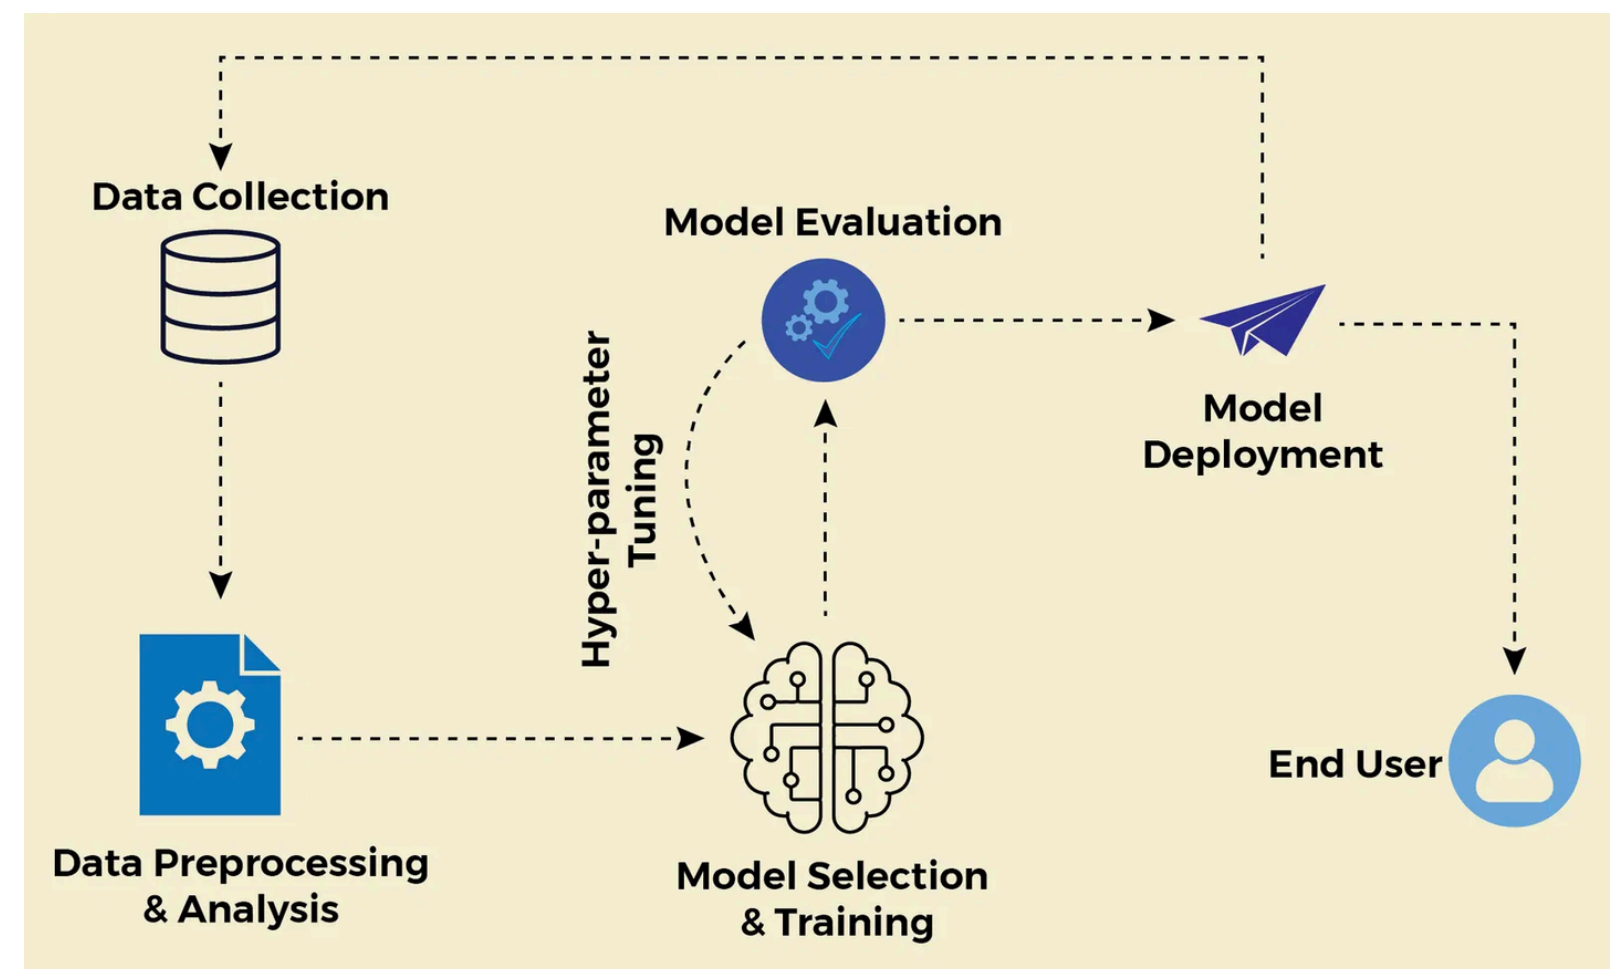 Data Collection
Model Evaluation
Hyper-parameter
Tuning
Model
Deployment
End User
Data Preprocessing
& Analysis
Model Selection
& Training